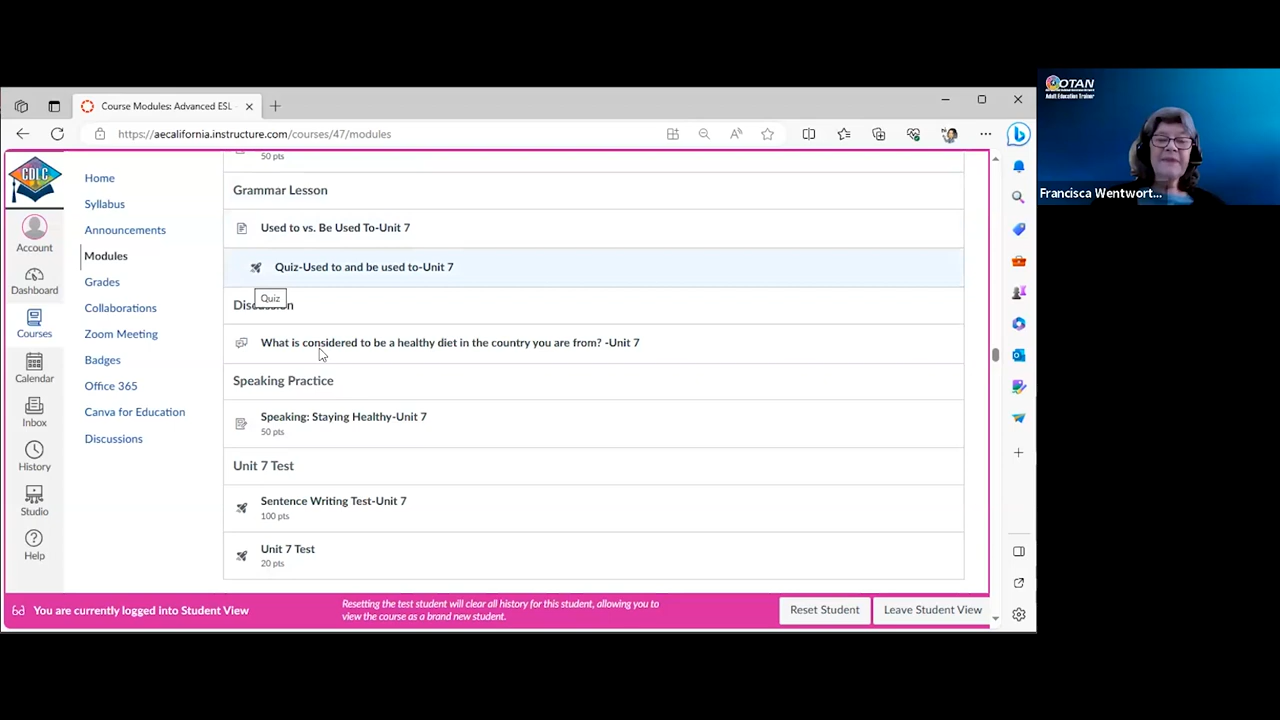 Course Modules: Advanced ESL
https://aecalifornia.instructure.com/courses/47/modules
OTAN
Adult Education Trainer
Francisca Wentwort...
CDLC
Account
Dashboard
Courses
Calendar
Inbox
History
Studio
Help
Home
Syllabus
Announcements
Modules
Grades
Collaborations
Zoom Meeting
Badges
Office 365
Canva for Education
Discussions
50 pts
Grammar Lesson
Used to vs. Be Used To-Unit 7
Quiz-Used to and be used to-Unit 7
Quiz
Discussion
What is considered to be a healthy diet in the country you are from? -Unit 7
Speaking Practice
Speaking: Staying Healthy-Unit 7
50 pts
Unit 7 Test
Sentence Writing Test-Unit 7
100 pts
Unit 7 Test
20 pts
You are currently logged into Student View
Resetting the test student will clear all history for this student, allowing you to
view the course as a brand new student.
Reset Student
Leave Student View